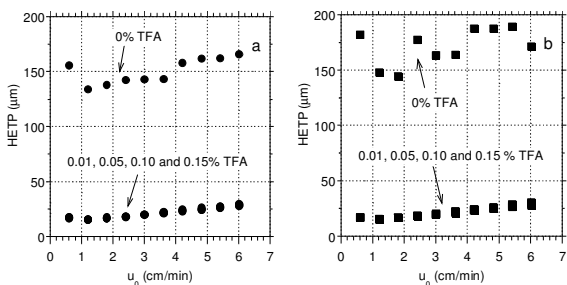 200
150
100
50
0
HETP (µm)
0% TFA
a
0.01, 0.05, 0.10 and 0.15% TFA
0 1 2 3 4 5 6 7
u0 (cm/min)
200
150
100
50
0
HETP (µm)
b
0% TFA
0.01, 0.05, 0.10 and 0.15 % TFA
0 1 2 3 4 5 6 7
u0 (cm/min)